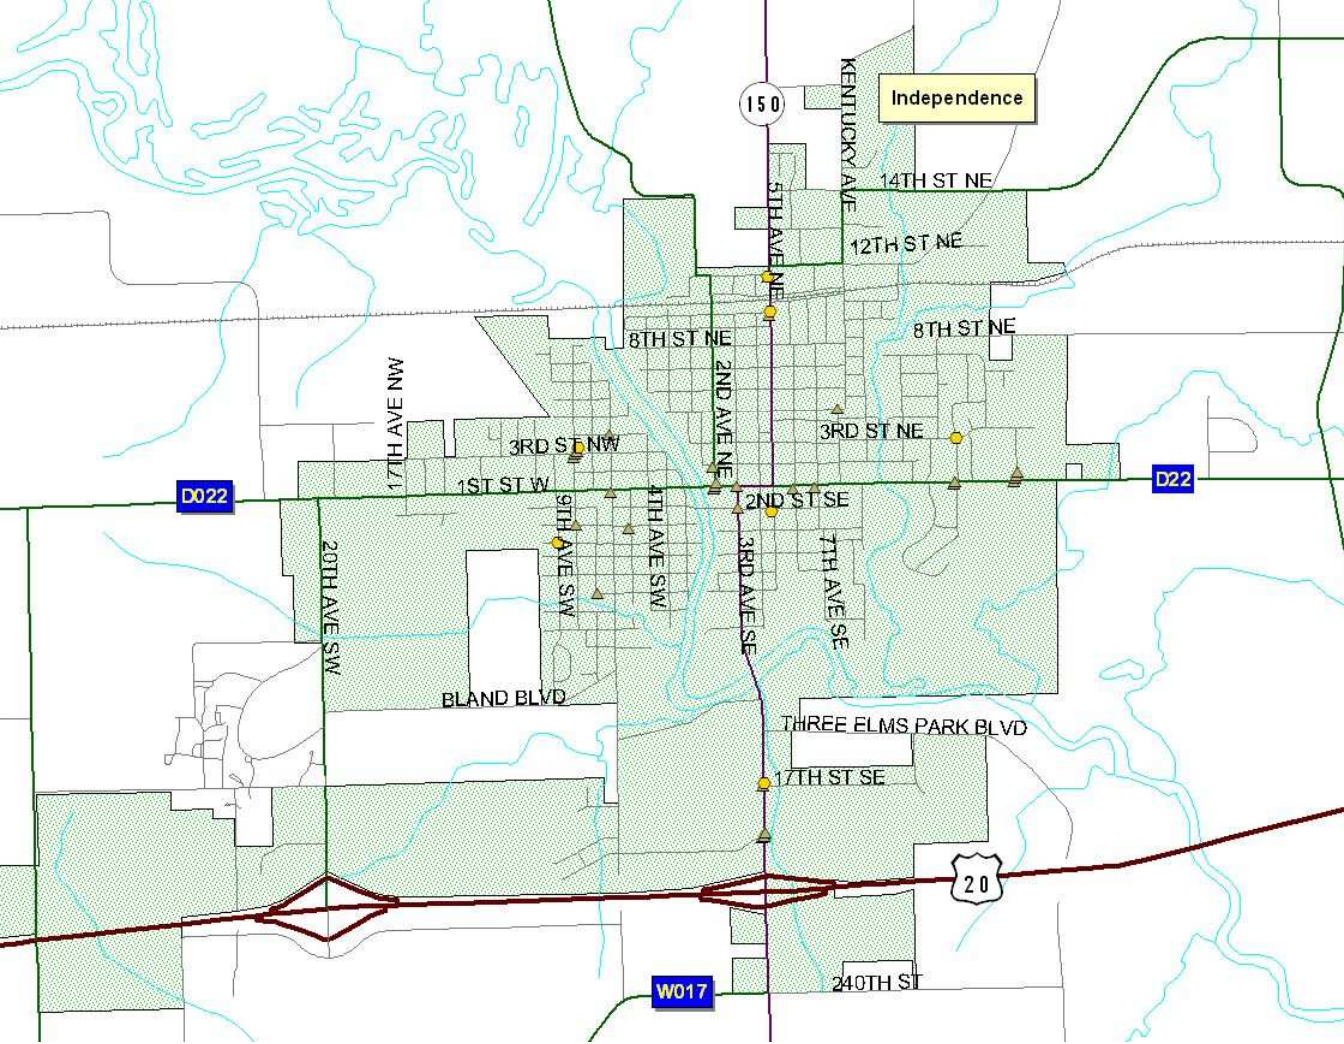 150
KENTUCKY AVE
Independence
14TH ST NE
5TH AVE NE
12TH ST NE
8TH ST NE
8TH ST NE
2ND AVE NE
17TH AVE NW
3RD ST NW
3RD ST NE
D022
1ST ST W
2ND ST SE
D22
9TH AVE SW
4TH AVE SW
20TH AVE SW
3RD AVE SE
7TH AVE SE
BLAND BLVD
THREE ELMS PARK BLVD
17TH ST SE
20
W017
240TH ST